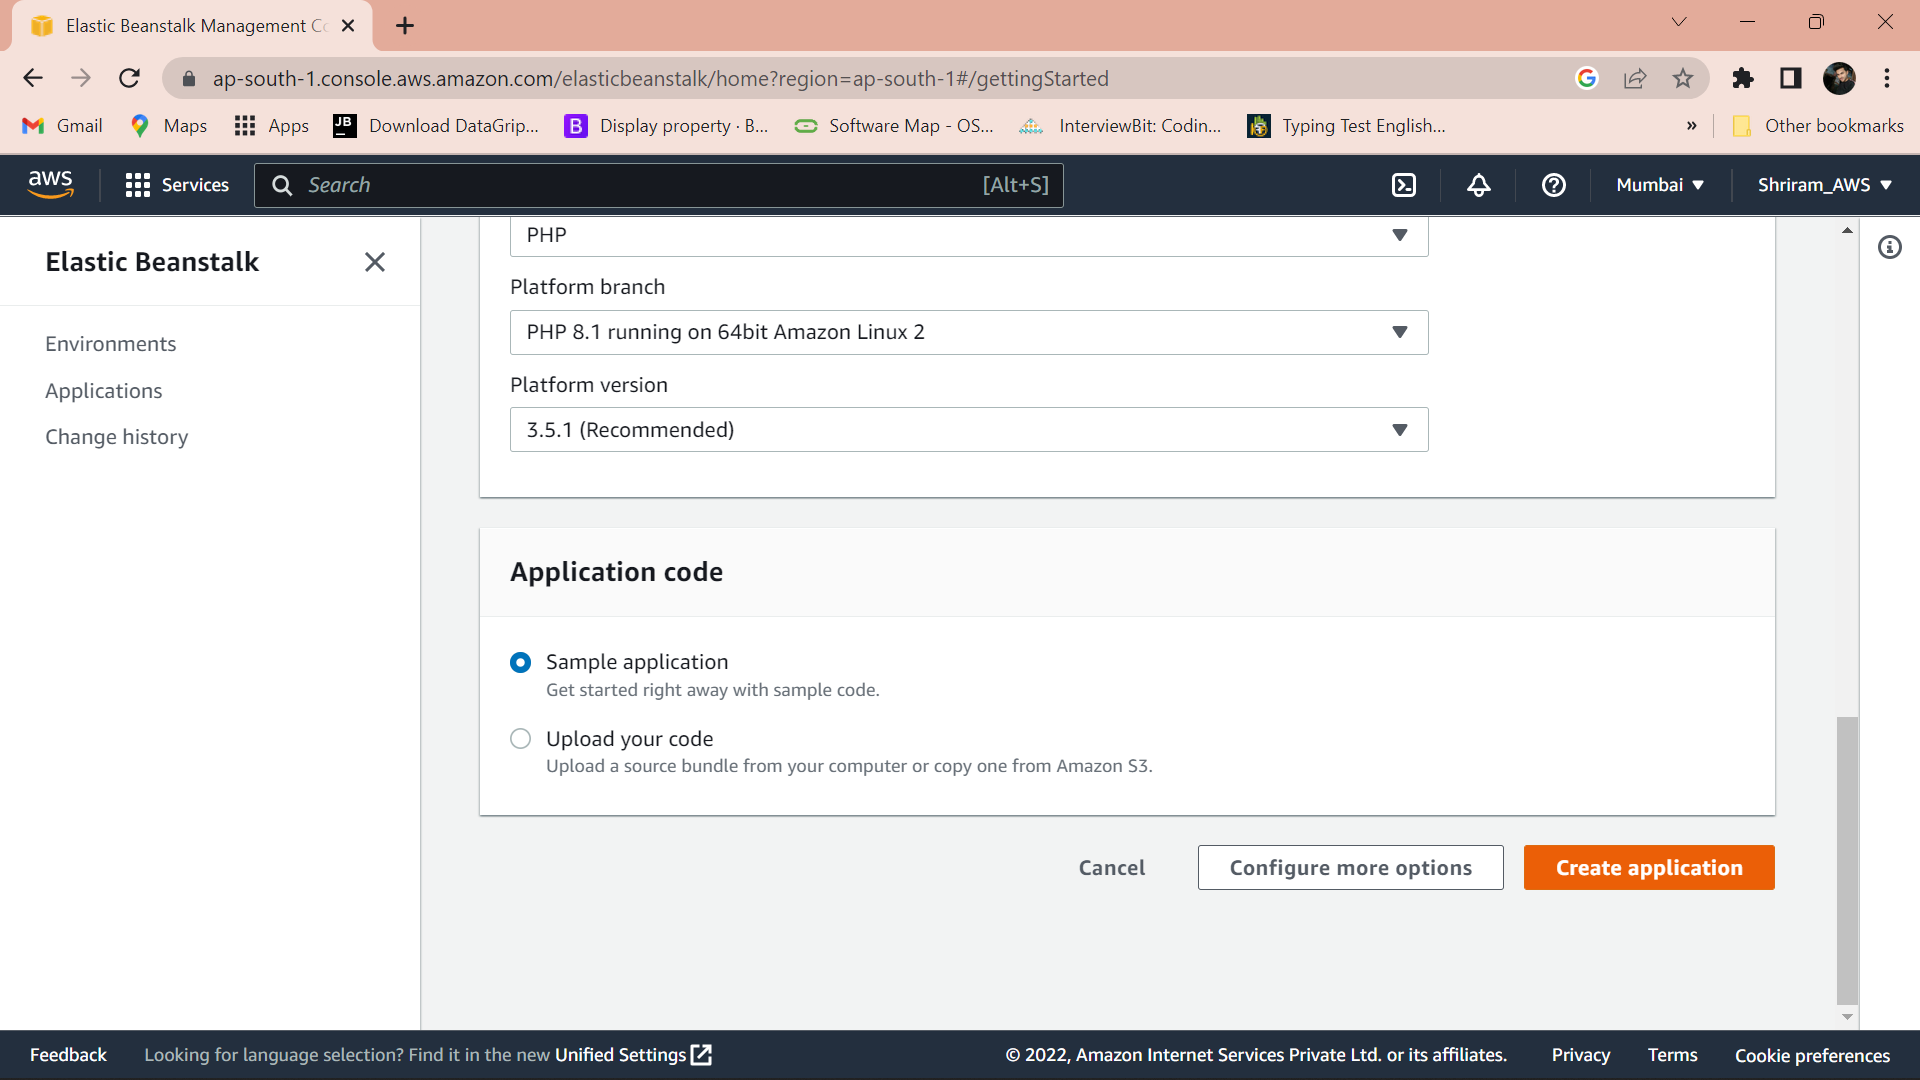 Elastic Beanstalk Management Co
ap-south-1.console.aws.amazon.com/elasticbeanstalk/home?region=ap-south-1#/gettingStarted
Gmail Maps Apps JB Download DataGrip... B Display property · B... Software Map - OS... InterviewBit: Codin... Typing Test English... » Other bookmarks
aws Services Search [Alt+S] Mumbai Shriram_AWS
Elastic Beanstalk
Environments
Applications
Change history
PHP
Platform branch
PHP 8.1 running on 64bit Amazon Linux 2
Platform version
3.5.1 (Recommended)
Application code
Sample application
Get started right away with sample code.
Upload your code
Upload a source bundle from your computer or copy one from Amazon S3.
Cancel Configure more options Create application
Feedback Looking for language selection? Find it in the new Unified Settings © 2022, Amazon Internet Services Private Ltd. or its affiliates. Privacy Terms Cookie preferences